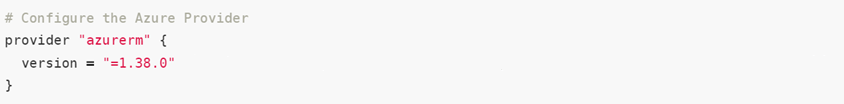 # Configure the Azure Provider
provider "azurerm" {
  version = "=1.38.0"
}